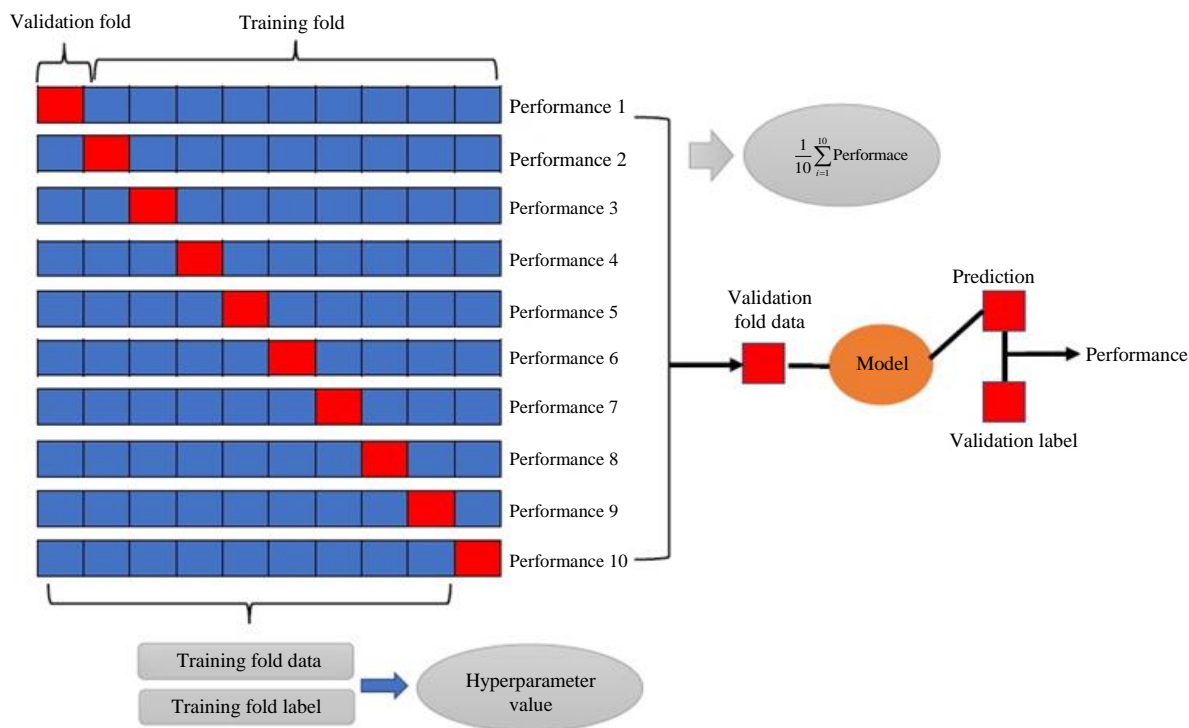 Validation fold
Training fold
Performance 1
Performance 2
Performance 3
Performance 4
Performance 5
Performance 6
Performance 7
Performance 8
Performance 9
Performance 10
10
1/10 ∑ Performace
i=1
Validation
fold data
Model
Prediction
Validation label
Performance
Training fold data
Training fold label
Hyperparameter
value